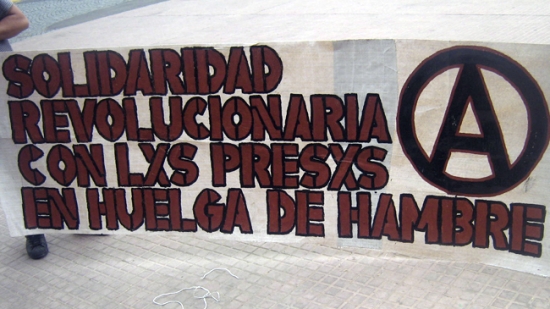 SOLIDARIDAD
REVOLUCIONARIA
CON LXS PRESXS
EN HUELGA DE HAMBRE
A